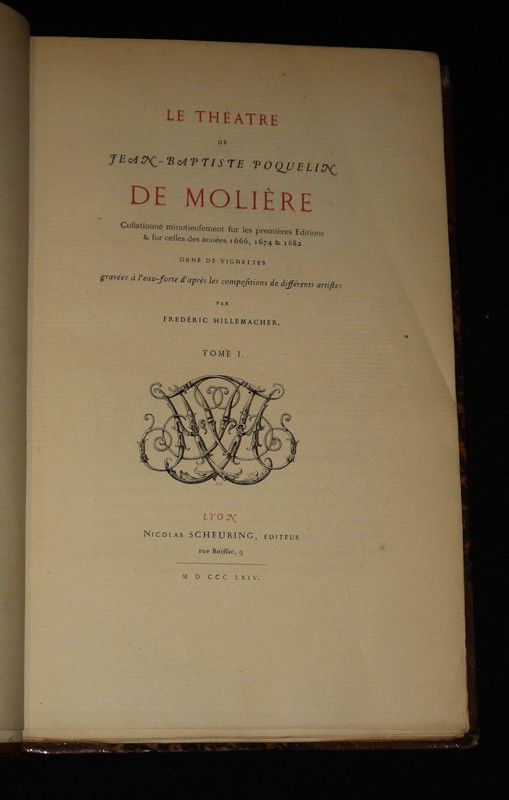 LE THÉATRE
DE
JEAN-BAPTISTE POQUELIN
DE MOLIÈRE
Collationné minutieuſement ſur les premières Editions
& ſur celles des années 1666, 1674 & 1682
ORNÉ DE VIGNETTES
gravées à l'eau-forte d'après les compoſitions de différents artiſtes
PAR
FREDÉRIC HILLEMACHER.
TOME I.
LYON
NICOLAS SCHEURING, ÉDITEUR
rue Boiſſac, 9
M D CCC LXIV.